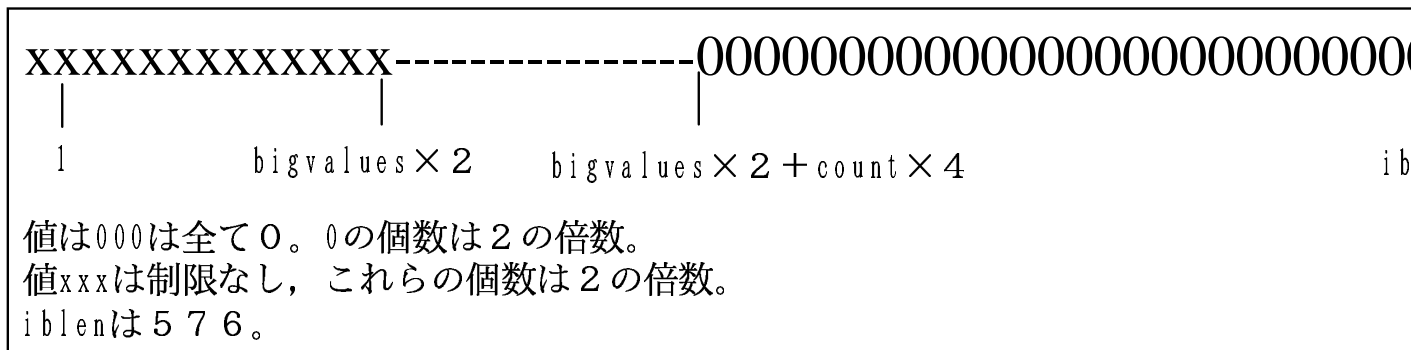 xxxxxxxxxxxxx---------------0000000000000000000000000
1 bigvalues×2 bigvalues×2+count×4 ib
値は000は全て0。0の個数は2の倍数。
値xxxは制限なし，これらの個数は2の倍数。
iblenは576。